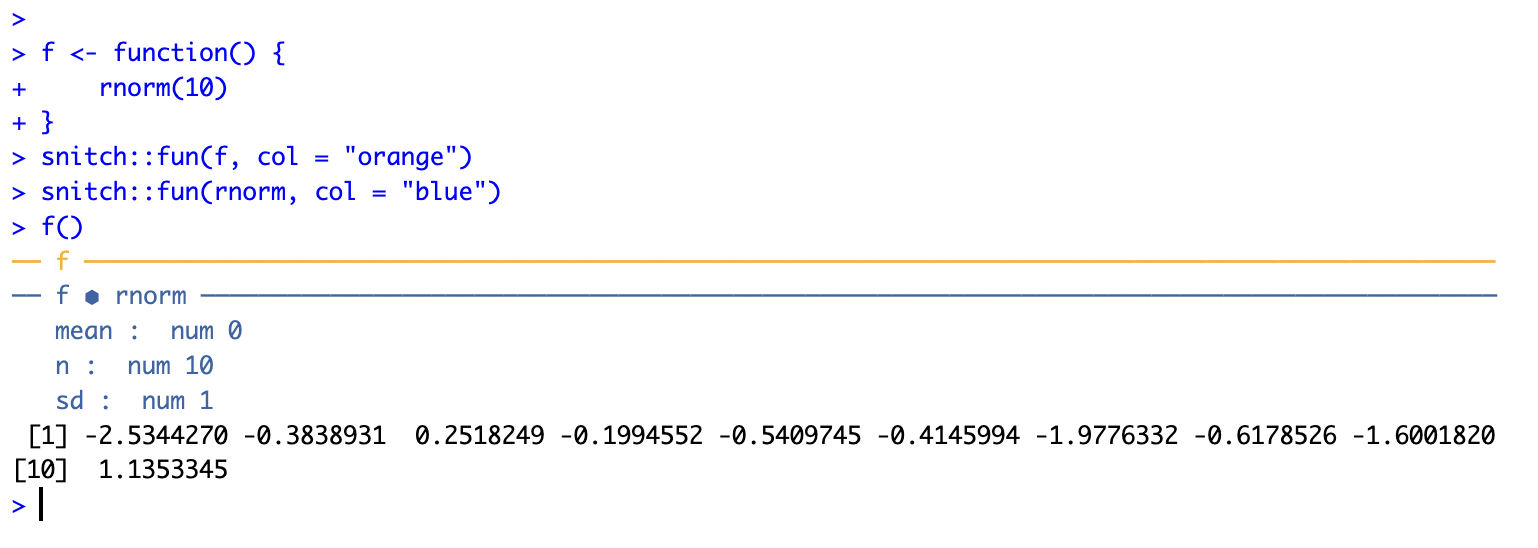 >
> f <- function() {
+     rnorm(10)
+ }
> snitch::fun(f, col = "orange")
> snitch::fun(rnorm, col = "blue")
> f()
── f ──────────────────────────────
── f ⬢ rnorm ──────────────────────────────
   mean :  num 0
   n :  num 10
   sd :  num 1
 [1] -2.5344270 -0.3838931  0.2518249 -0.1994552 -0.5409745 -0.4145994 -1.9776332 -0.6178526 -1.6001820
[10]  1.1353345
>